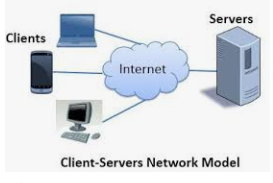 Servers
Clients
Internet
Client-Servers Network Model